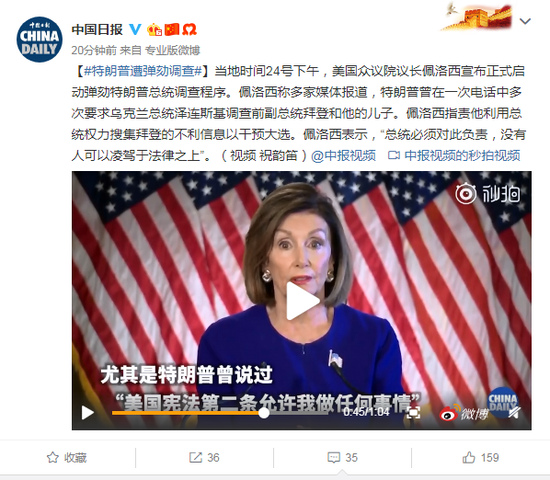 中国日报
CHINA DAILY
中国日报
20分钟前 来自 专业版微博
【#特朗普遭弹劾调查#】当地时间24号下午，美国众议院议长佩洛西宣布正式启
动弹劾特朗普总统调查程序。佩洛西称多家媒体报道，特朗普曾在一次电话中多
次要求乌克兰总统泽连斯基调查前副总统拜登和他的儿子。佩洛西指责他利用总
统权力搜集拜登的不利信息以干预大选。佩洛西表示，“总统必须对此负责，没有
人可以凌驾于法律之上”。（视频 祝韵笛）@中报视频 中报视频的秒拍视频
秒拍
尤其是特朗普曾说过
“美国宪法第二条允许我做任何事情”
0:45/1:04
微博
CHINA DAILY
收藏
36
35
159